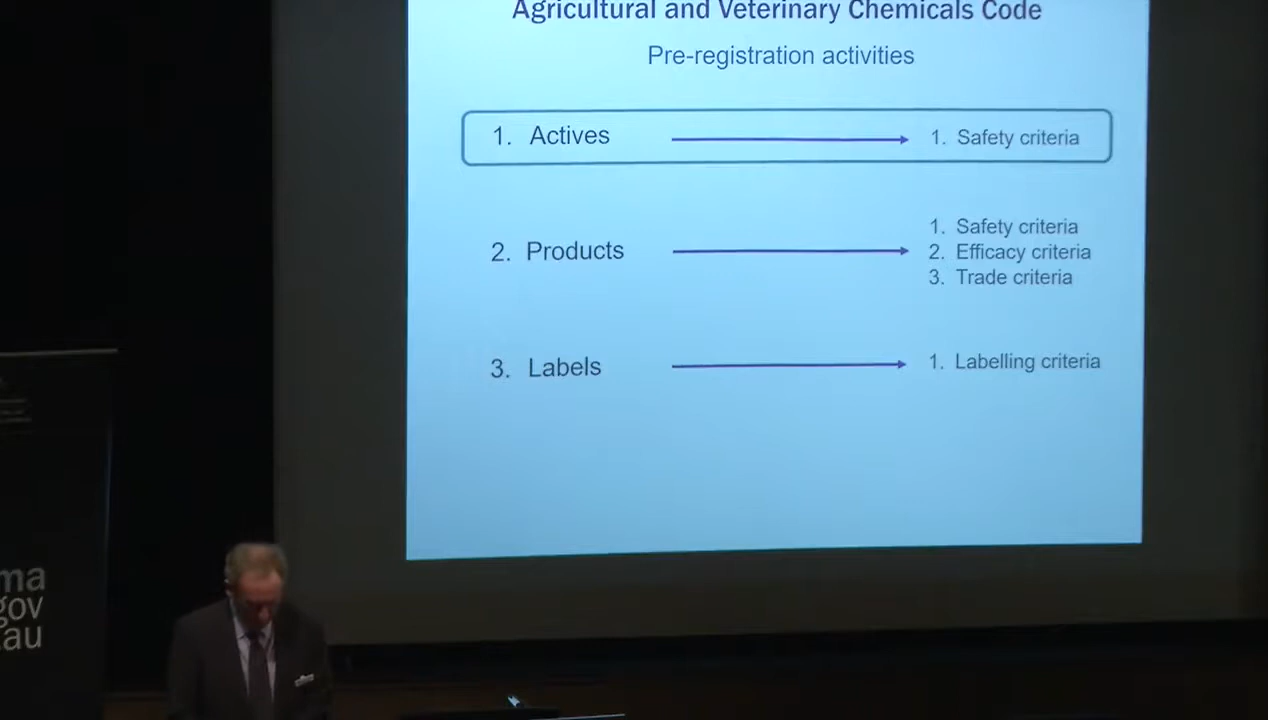 Agricultural and Veterinary Chemicals Code
Pre-registration activities
1. Actives
1. Safety criteria
2. Products
1. Safety criteria
2. Efficacy criteria
3. Trade criteria
3. Labels
1. Labelling criteria
ma
gov
.au